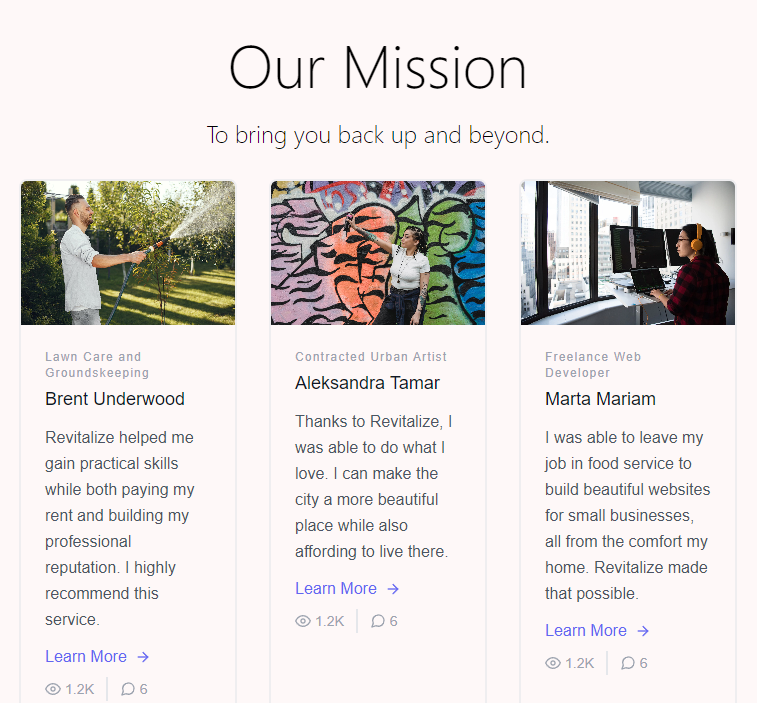 Our Mission
To bring you back up and beyond.
Lawn Care and
Groundskeeping
Brent Underwood
Revitalize helped me
gain practical skills
while both paying my
rent and building my
professional
reputation. I highly
recommend this
service.
Learn More →
1.2K
6
Contracted Urban Artist
Aleksandra Tamar
Thanks to Revitalize, I
was able to do what I
love. I can make the
city a more beautiful
place while also
affording to live there.
Learn More →
1.2K
6
Freelance Web
Developer
Marta Mariam
I was able to leave my
job in food service to
build beautiful websites
for small businesses,
all from the comfort my
home. Revitalize made
that possible.
Learn More →
1.2K
6